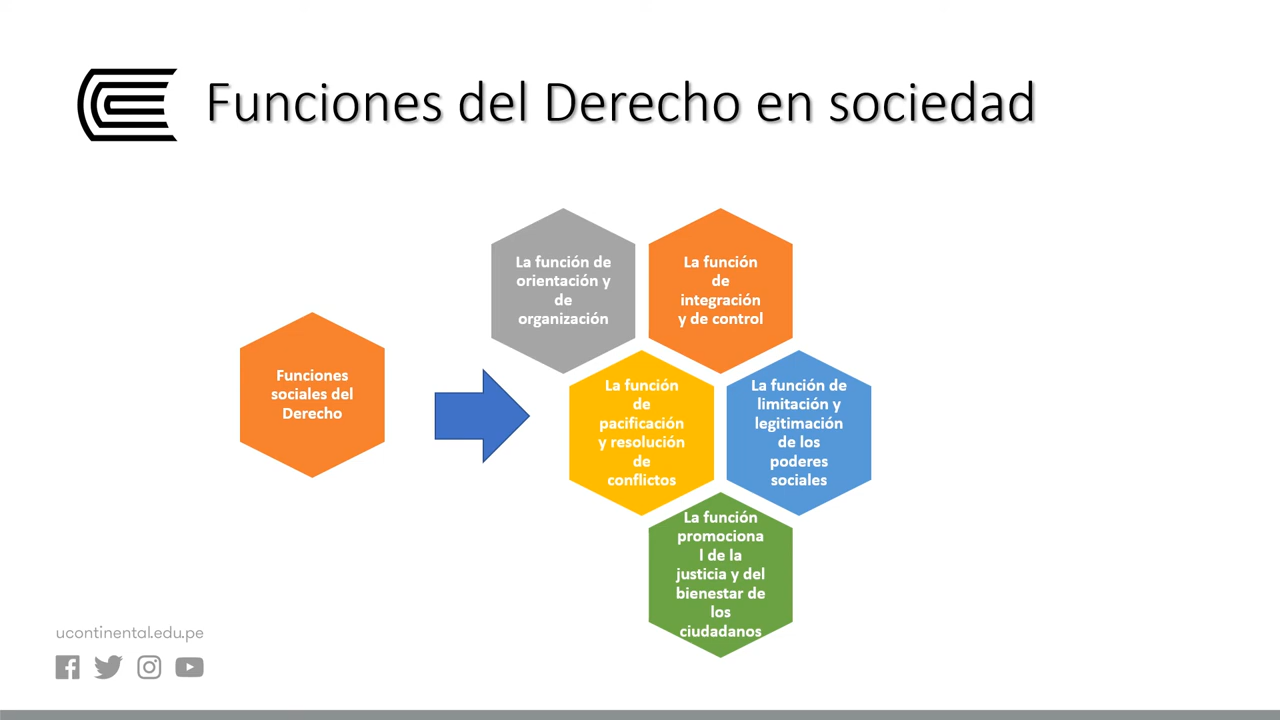 Funciones del Derecho en sociedad
Funciones
sociales del
Derecho
La función de
orientación y
de
organización
La función
de
integración
y de control
La función
de
pacificación
y resolución
de
conflictos
La función de
limitación y
legitimación
de los
poderes
sociales
La función
promociona
l de la
justicia y del
bienestar de
los
ciudadanos
ucontinental.edu.pe